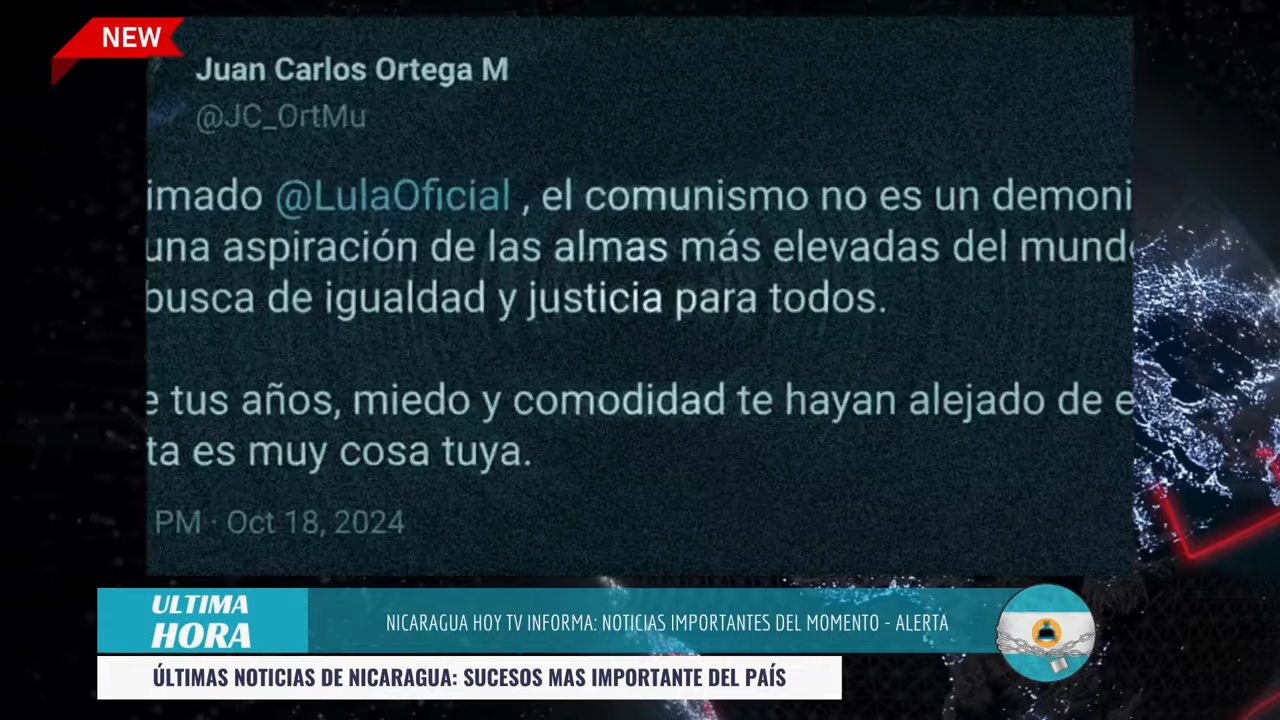 NEW
Juan Carlos Ortega M
@JC_OrtMu
imado @LulaOficial , el comunismo no es un demoni
una aspiración de las almas más elevadas del mund
busca de igualdad y justicia para todos.
e tus años, miedo y comodidad te hayan alejado de e
ta es muy cosa tuya.
PM · Oct 18, 2024
ULTIMA
HORA
NICARAGUA HOY TV INFORMA: NOTICIAS IMPORTANTES DEL MOMENTO - ALERTA
ÚLTIMAS NOTICIAS DE NICARAGUA: SUCESOS MAS IMPORTANTE DEL PAÍS